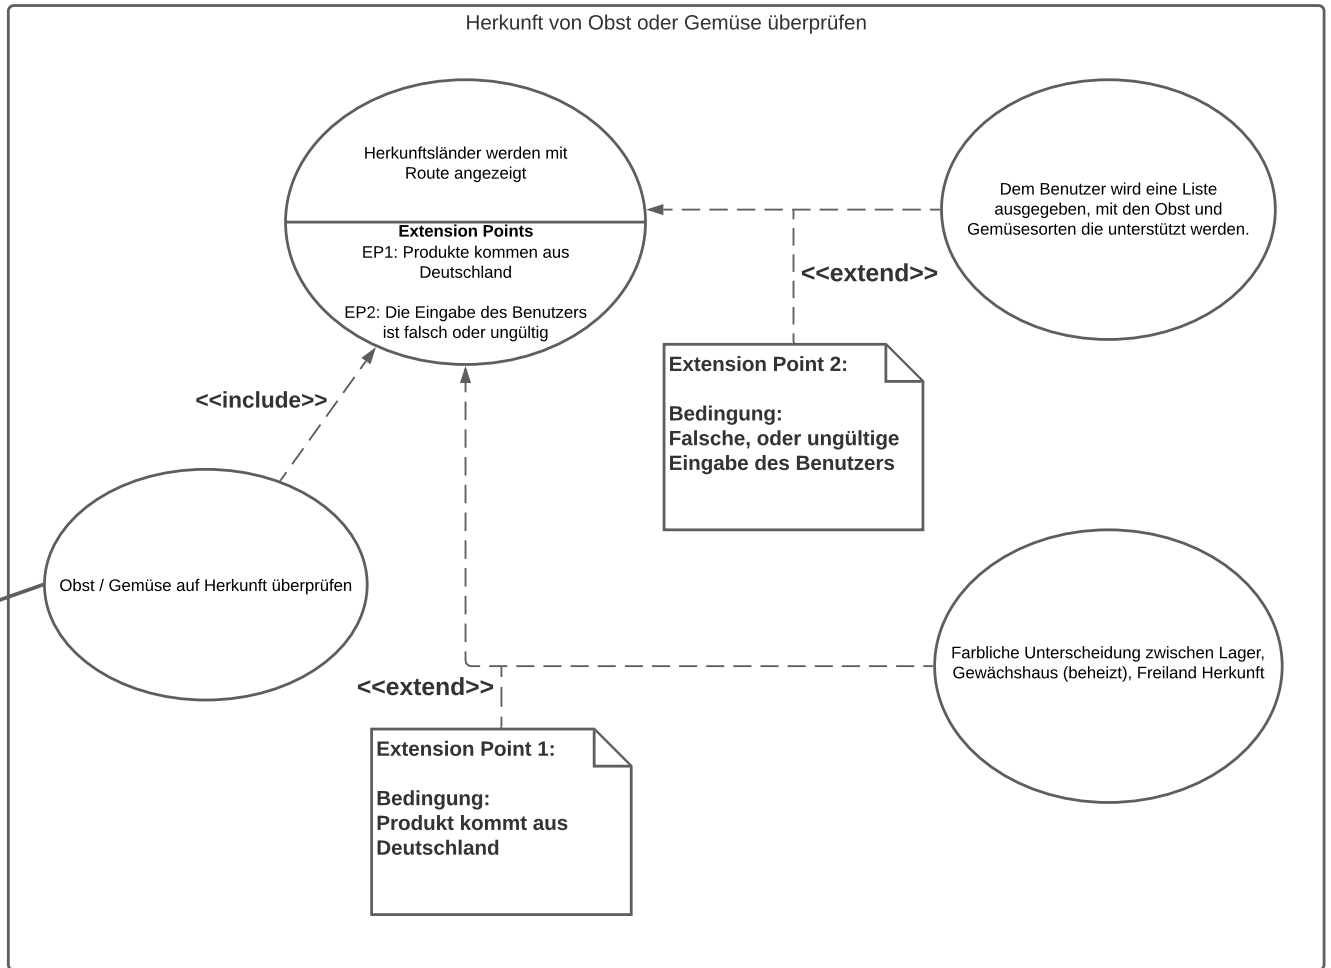 Herkunft von Obst oder Gemüse überprüfen
Herkunftsländer werden mit
Route angezeigt
Extension Points
EP1: Produkte kommen aus
Deutschland
EP2: Die Eingabe des Benutzers
ist falsch oder ungültig
Dem Benutzer wird eine Liste
ausgegeben, mit den Obst und
Gemüsesorten die unterstützt werden.
<<extend>>
Extension Point 2:
Bedingung:
Falsche, oder ungültige
Eingabe des Benutzers
<<include>>
Obst / Gemüse auf Herkunft überprüfen
Farbliche Unterscheidung zwischen Lager,
Gewächshaus (beheizt), Freiland Herkunft
<<extend>>
Extension Point 1:
Bedingung:
Produkt kommt aus
Deutschland